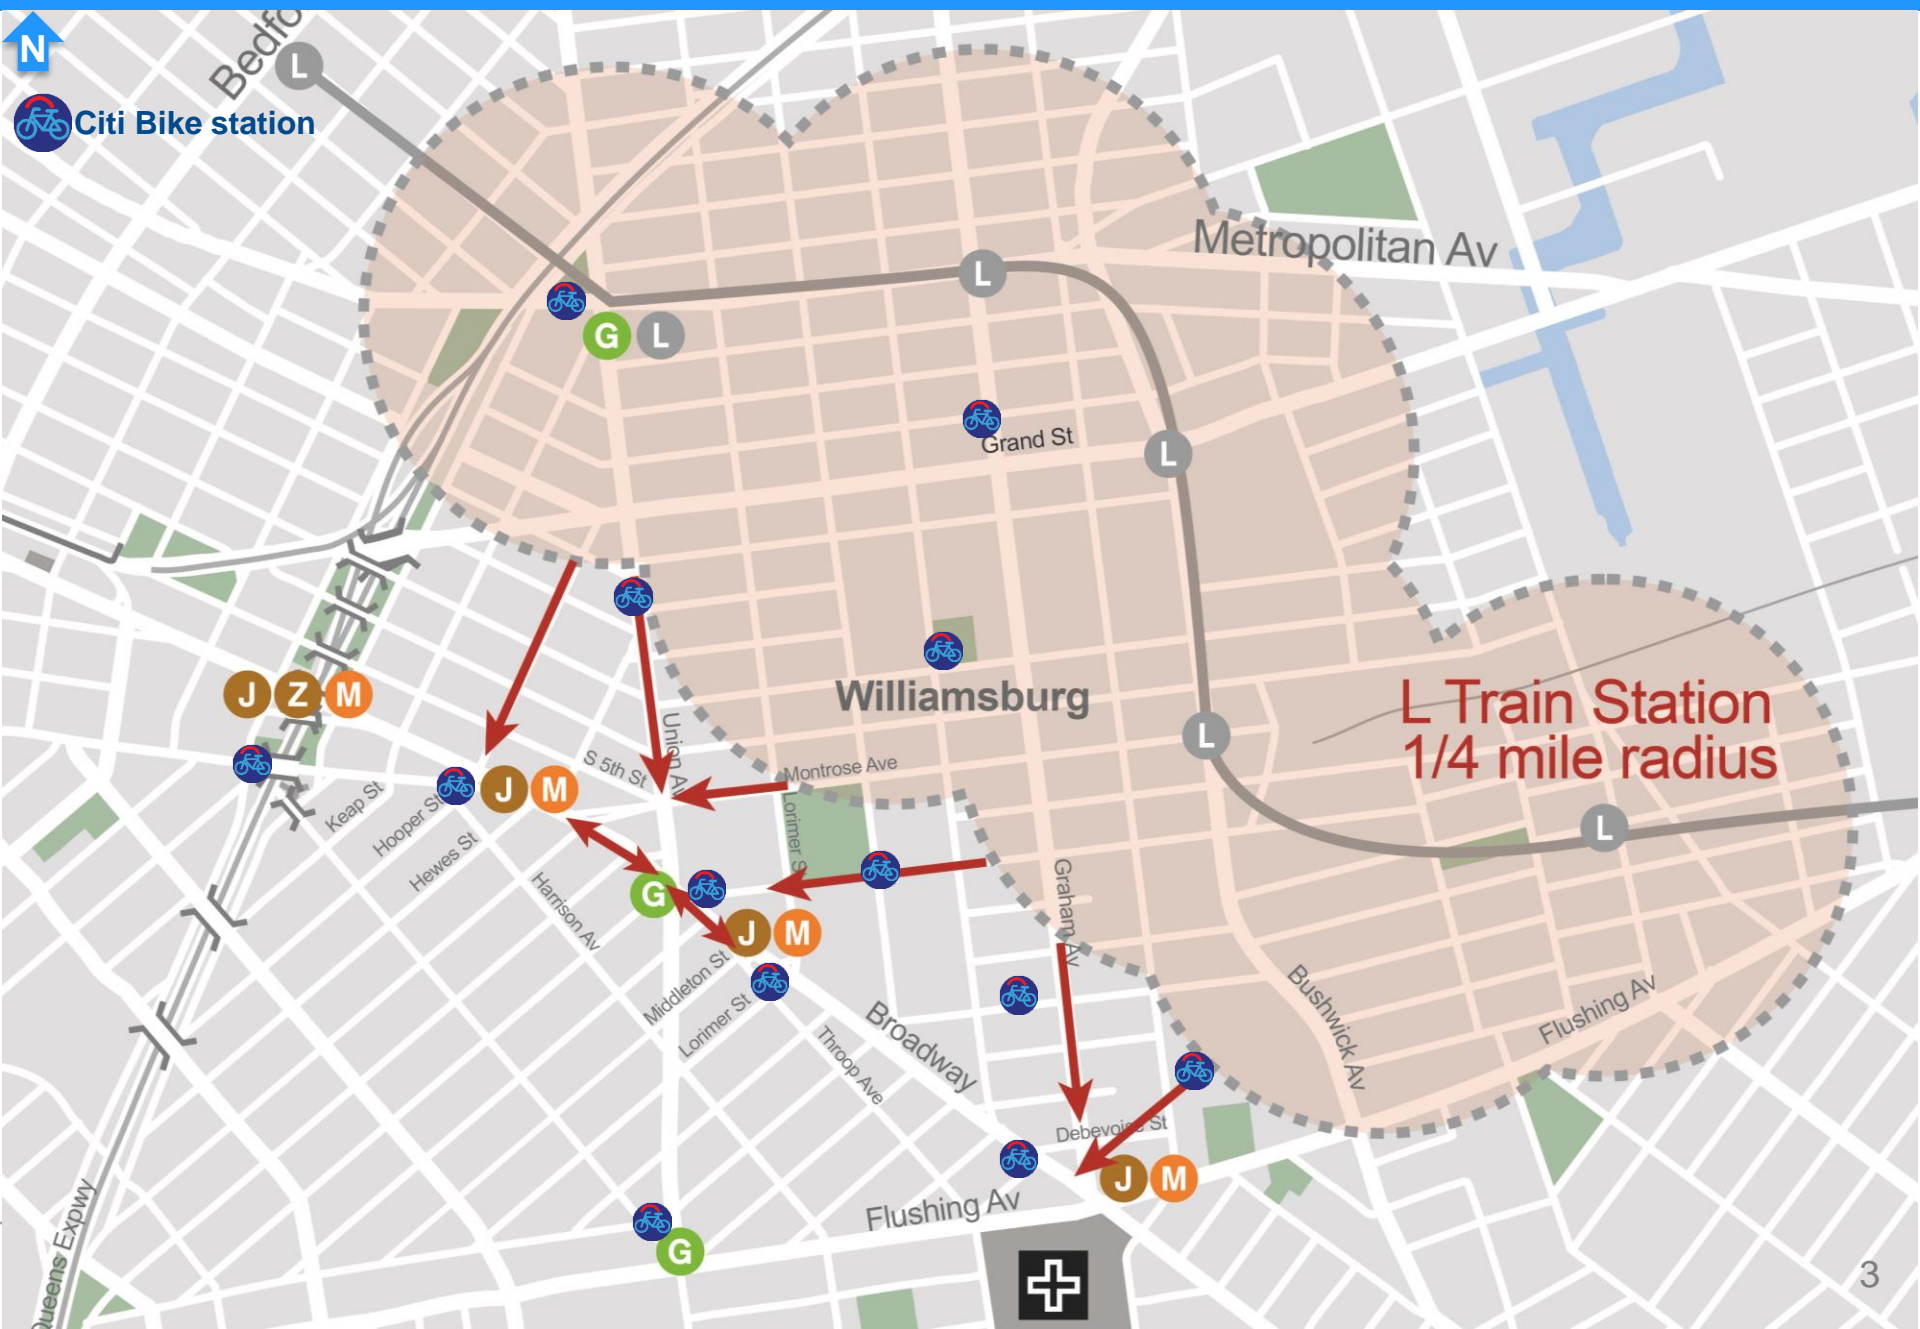 N
Bedfo
L
Citi Bike station
Metropolitan Av
L
G L
Grand St
L
J Z M
Williamsburg
L Train Station
1/4 mile radius
L
Union Av
S 5th St
Montrose Ave
J M
Keap St
Hooper St
Hewes St
Lorimer S
L
Harrison Av
G
J M
Graham Av
Middleton St
Lorimer St
Broadway
Throop Ave
Bushwick Av
Flushing Av
Debevoise St
J M
Flushing Av
G
Queens Expwy
3